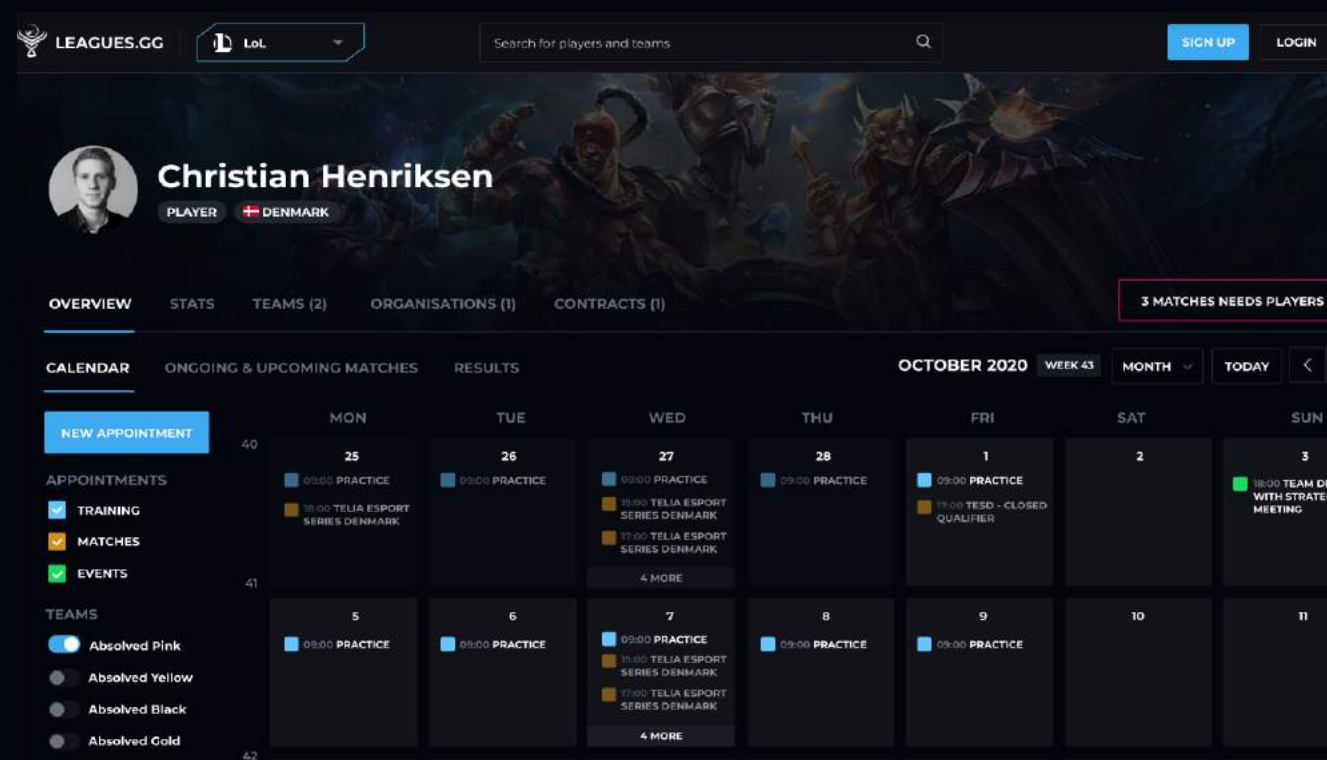 LEAGUES.GG
LoL
Search for players and teams
SIGN UP
LOGIN
Christian Henriksen
PLAYER
DENMARK
OVERVIEW STATS TEAMS (2) ORGANISATIONS (1) CONTRACTS (1)
3 MATCHES NEEDS PLAYERS
CALENDAR ONGOING & UPCOMING MATCHES RESULTS
OCTOBER 2020 WEEK 43 MONTH TODAY
NEW APPOINTMENT
APPOINTMENTS
TRAINING
MATCHES
EVENTS
TEAMS
Absolved Pink
Absolved Yellow
Absolved Black
Absolved Gold
MON TUE WED THU FRI SAT SUN
40
25
09:00 PRACTICE
18:00 TELIA ESPORT
SERIES DENMARK
26
09:00 PRACTICE
27
09:00 PRACTICE
TELIA ESPORT
SERIES DENMARK
17:00 TELIA ESPORT
SERIES DENMARK
4 MORE
28
09:00 PRACTICE
1
09:00 PRACTICE
17:00 TESD - CLOSED
QUALIFIER
2
3
18:00 TEAM
WITH
MEETING
41
5
09:00 PRACTICE
6
09:00 PRACTICE
7
09:00 PRACTICE
15:00 TELIA ESPORT
SERIES DENMARK
17:00 TELIA ESPORT
SERIES DENMARK
4 MORE
8
09:00 PRACTICE
9
09:00 PRACTICE
10
11
42